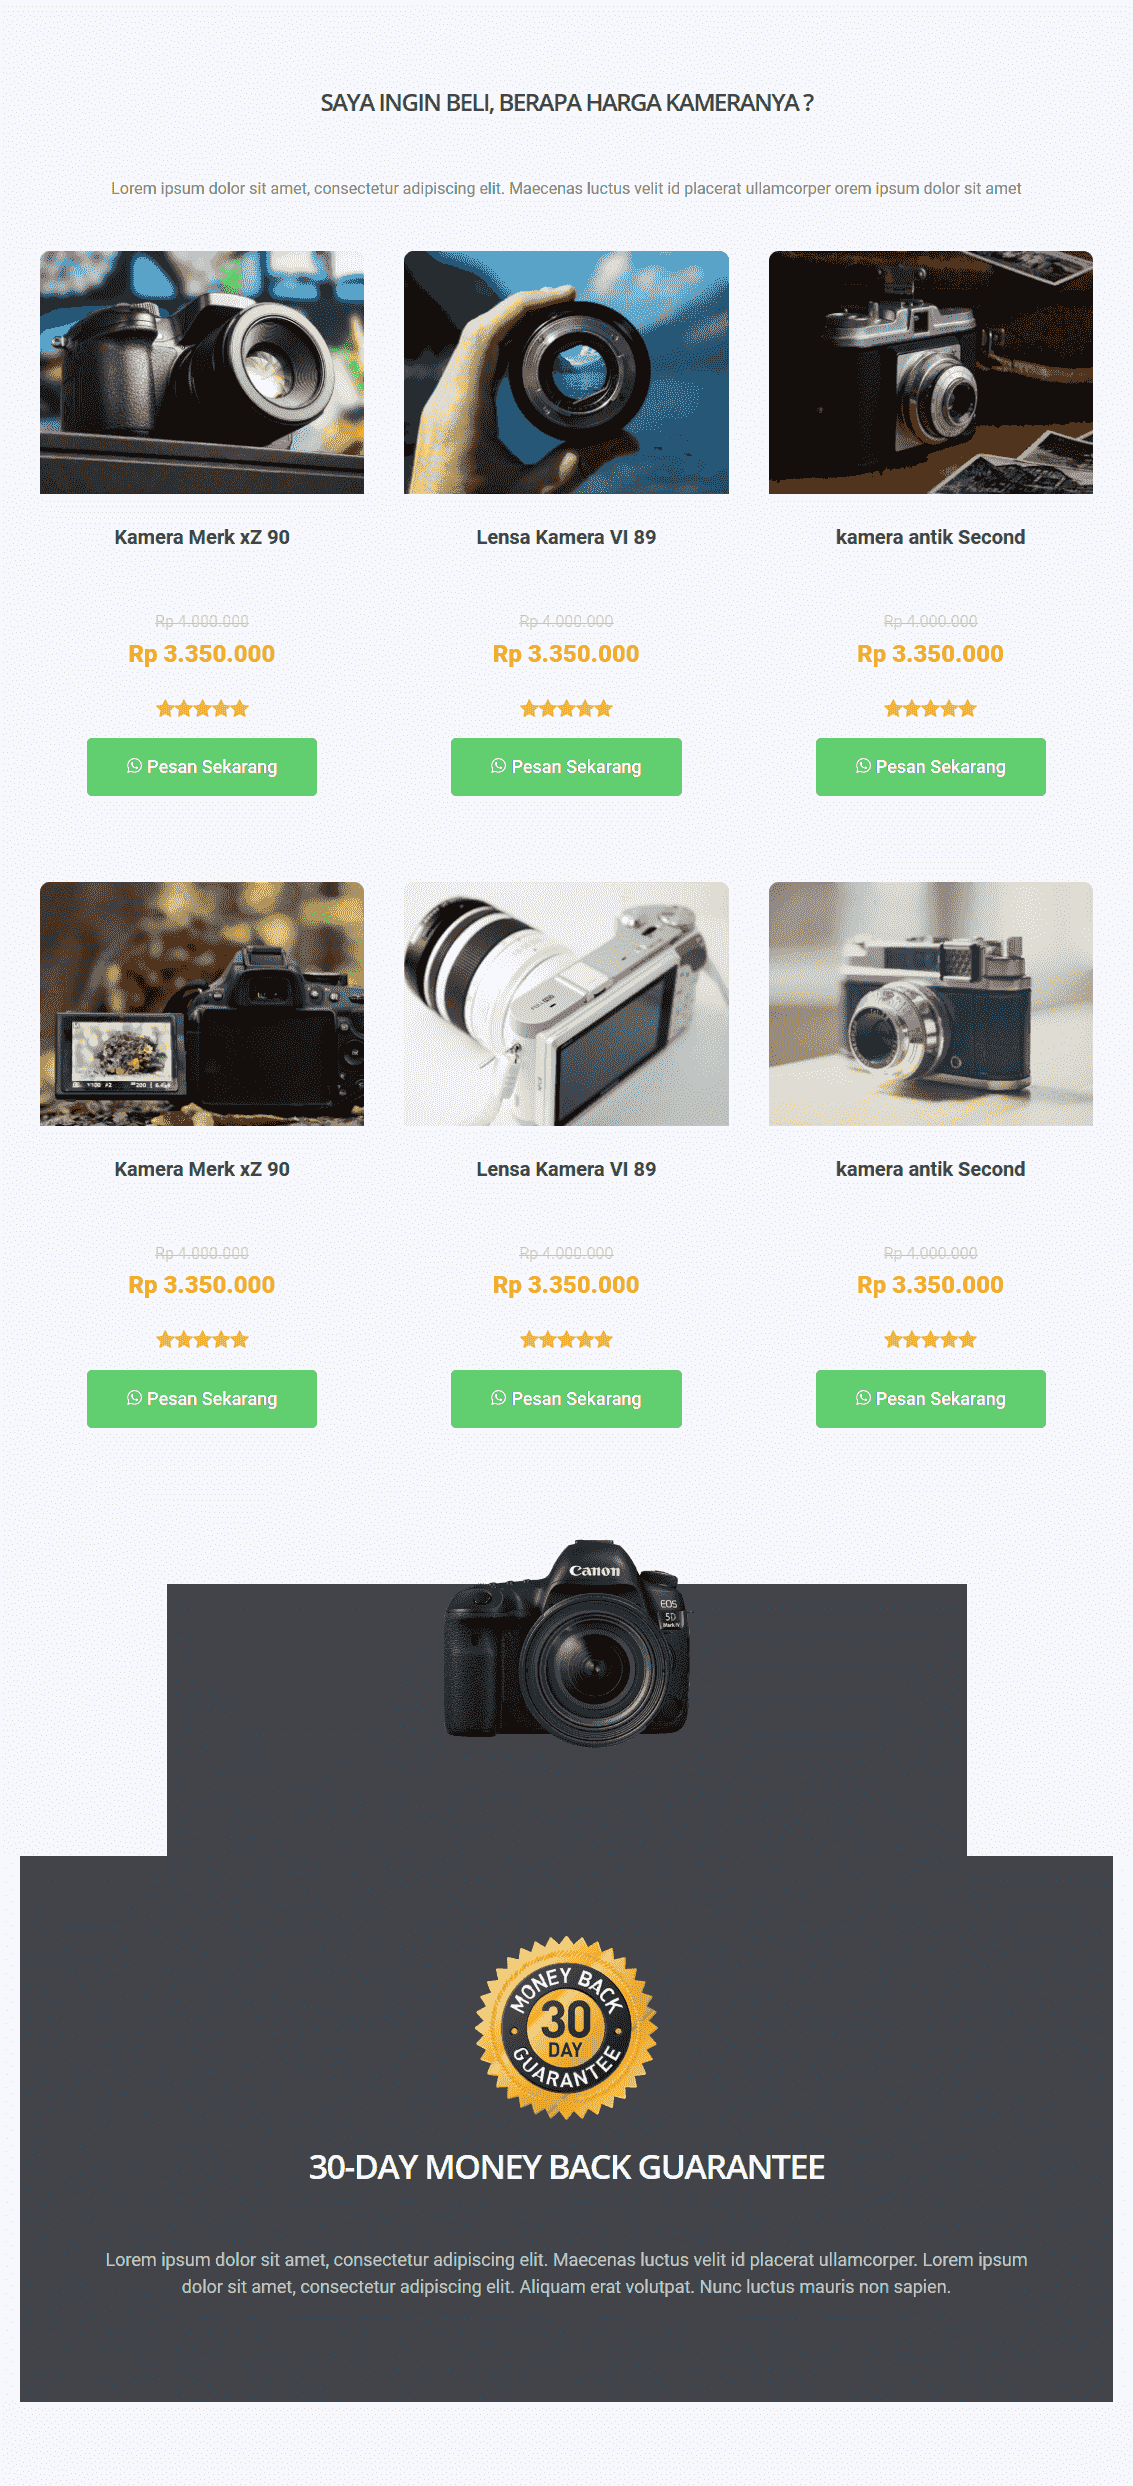 SAYA INGIN BELI, BERAPA HARGA KAMERANYA ?
Lorem ipsum dolor sit amet, consectetur adipiscing elit. Maecenas luctus velit id placerat ullamcorper orem ipsum dolor sit amet
Kamera Merk xZ 90
Lensa Kamera VI 89
kamera antik Second
Rp 4.000.000
Rp 4.000.000
Rp 4.000.000
Rp 3.350.000
Rp 3.350.000
Rp 3.350.000
Pesan Sekarang
Pesan Sekarang
Pesan Sekarang
Kamera Merk xZ 90
Lensa Kamera VI 89
kamera antik Second
Rp 4.000.000
Rp 4.000.000
Rp 4.000.000
Rp 3.350.000
Rp 3.350.000
Rp 3.350.000
Pesan Sekarang
Pesan Sekarang
Pesan Sekarang
Canon
EOS
5D
Mark IV
MONEY BACK
30
DAY
GUARANTEE
30-DAY MONEY BACK GUARANTEE
Lorem ipsum dolor sit amet, consectetur adipiscing elit. Maecenas luctus velit id placerat ullamcorper. Lorem ipsum
dolor sit amet, consectetur adipiscing elit. Aliquam erat volutpat. Nunc luctus mauris non sapien.